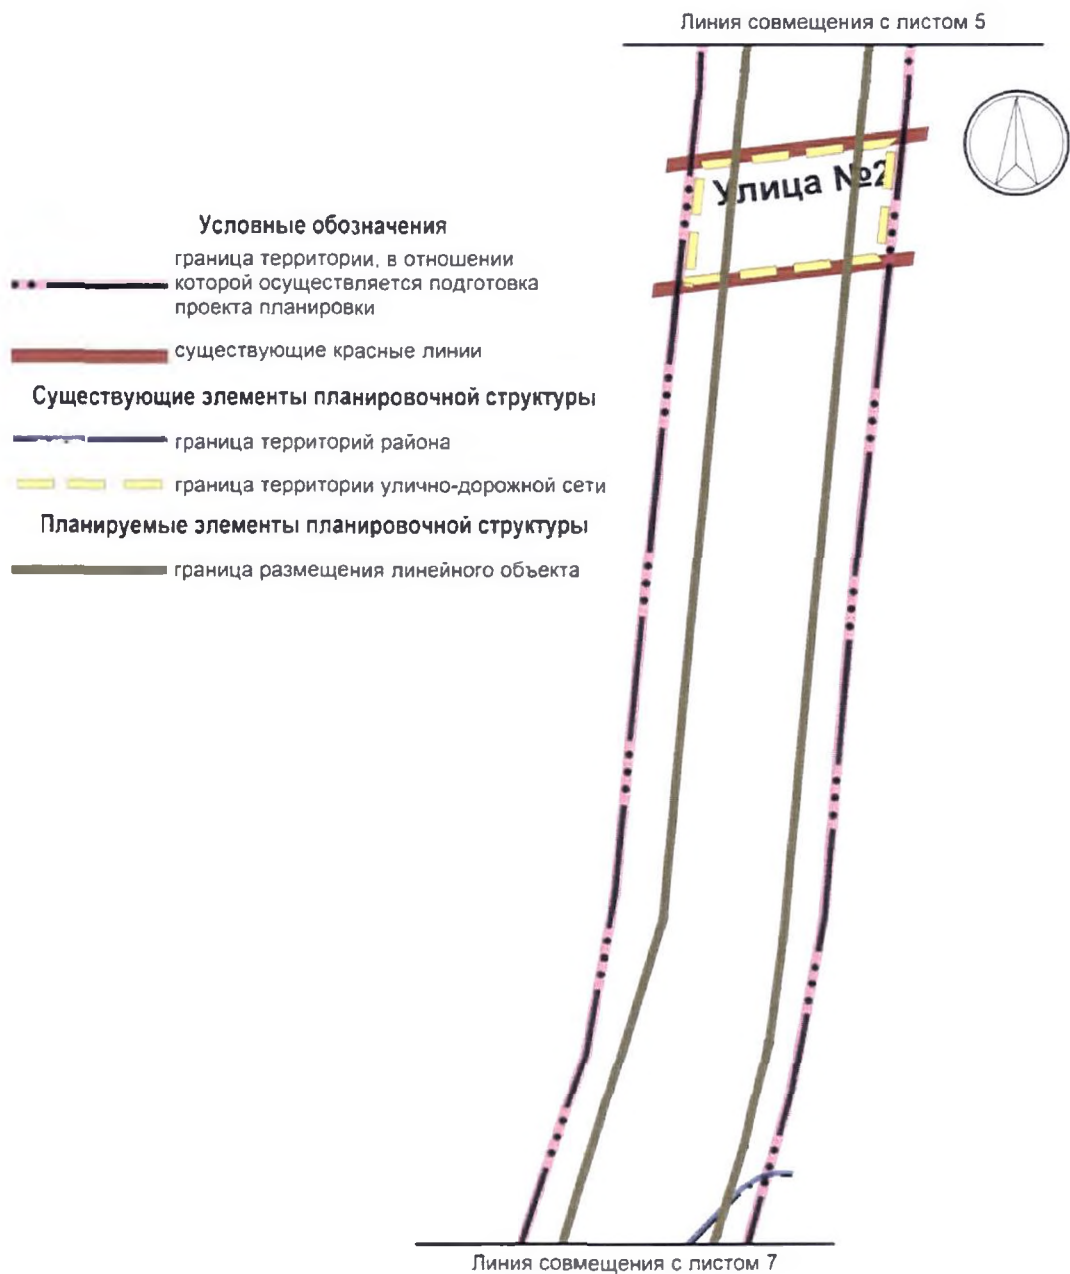 Линия совмещения с листом 5
Улица №2
Условные обозначения
граница территории, в отношении
которой осуществляется подготовка
проекта планировки
существующие красные линии
Существующие элементы планировочной структуры
граница территорий района
граница территории улично-дорожной сети
Планируемые элементы планировочной структуры
граница размещения линейного объекта
Линия совмещения с листом 7